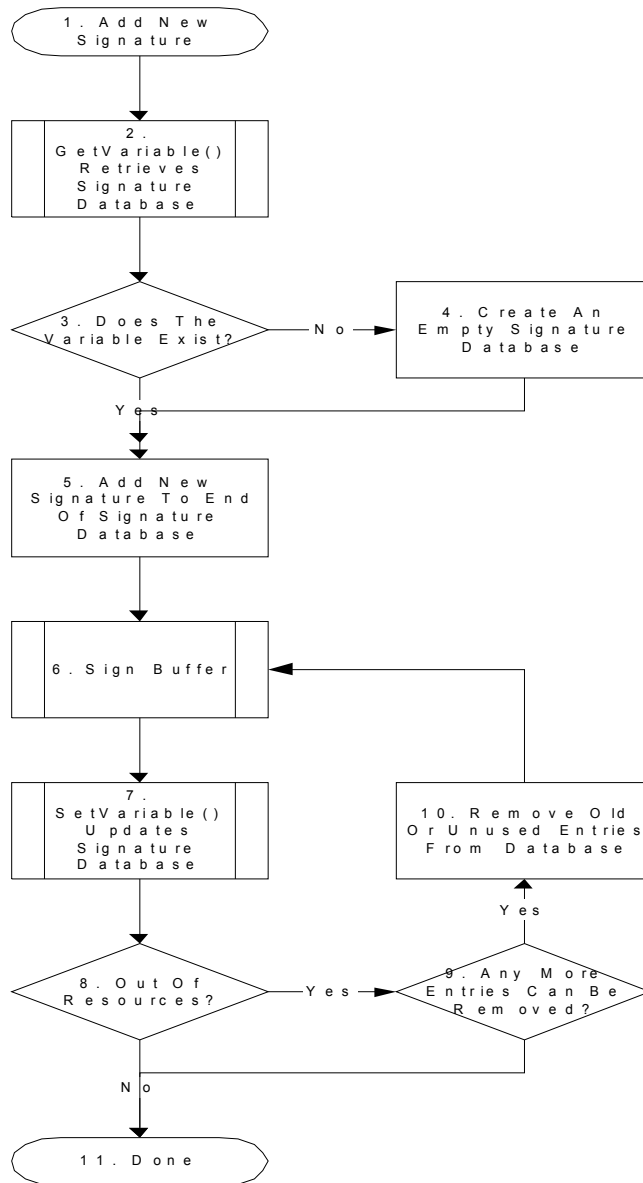 1. Add New
Signature
2.
GetVariable()
Retrieves
Signature
Database
3. Does The
Variable Exist?
No
4. Create An
Empty Signature
Database
Yes
5. Add New
Signature To End
Of Signature
Database
6. Sign Buffer
7.
SetVariable()
Updates
Signature
Database
10. Remove Old
Or Unused Entries
From Database
Yes
8. Out Of
Resources?
Yes
9. Any More
Entries Can Be
Removed?
No
11. Done